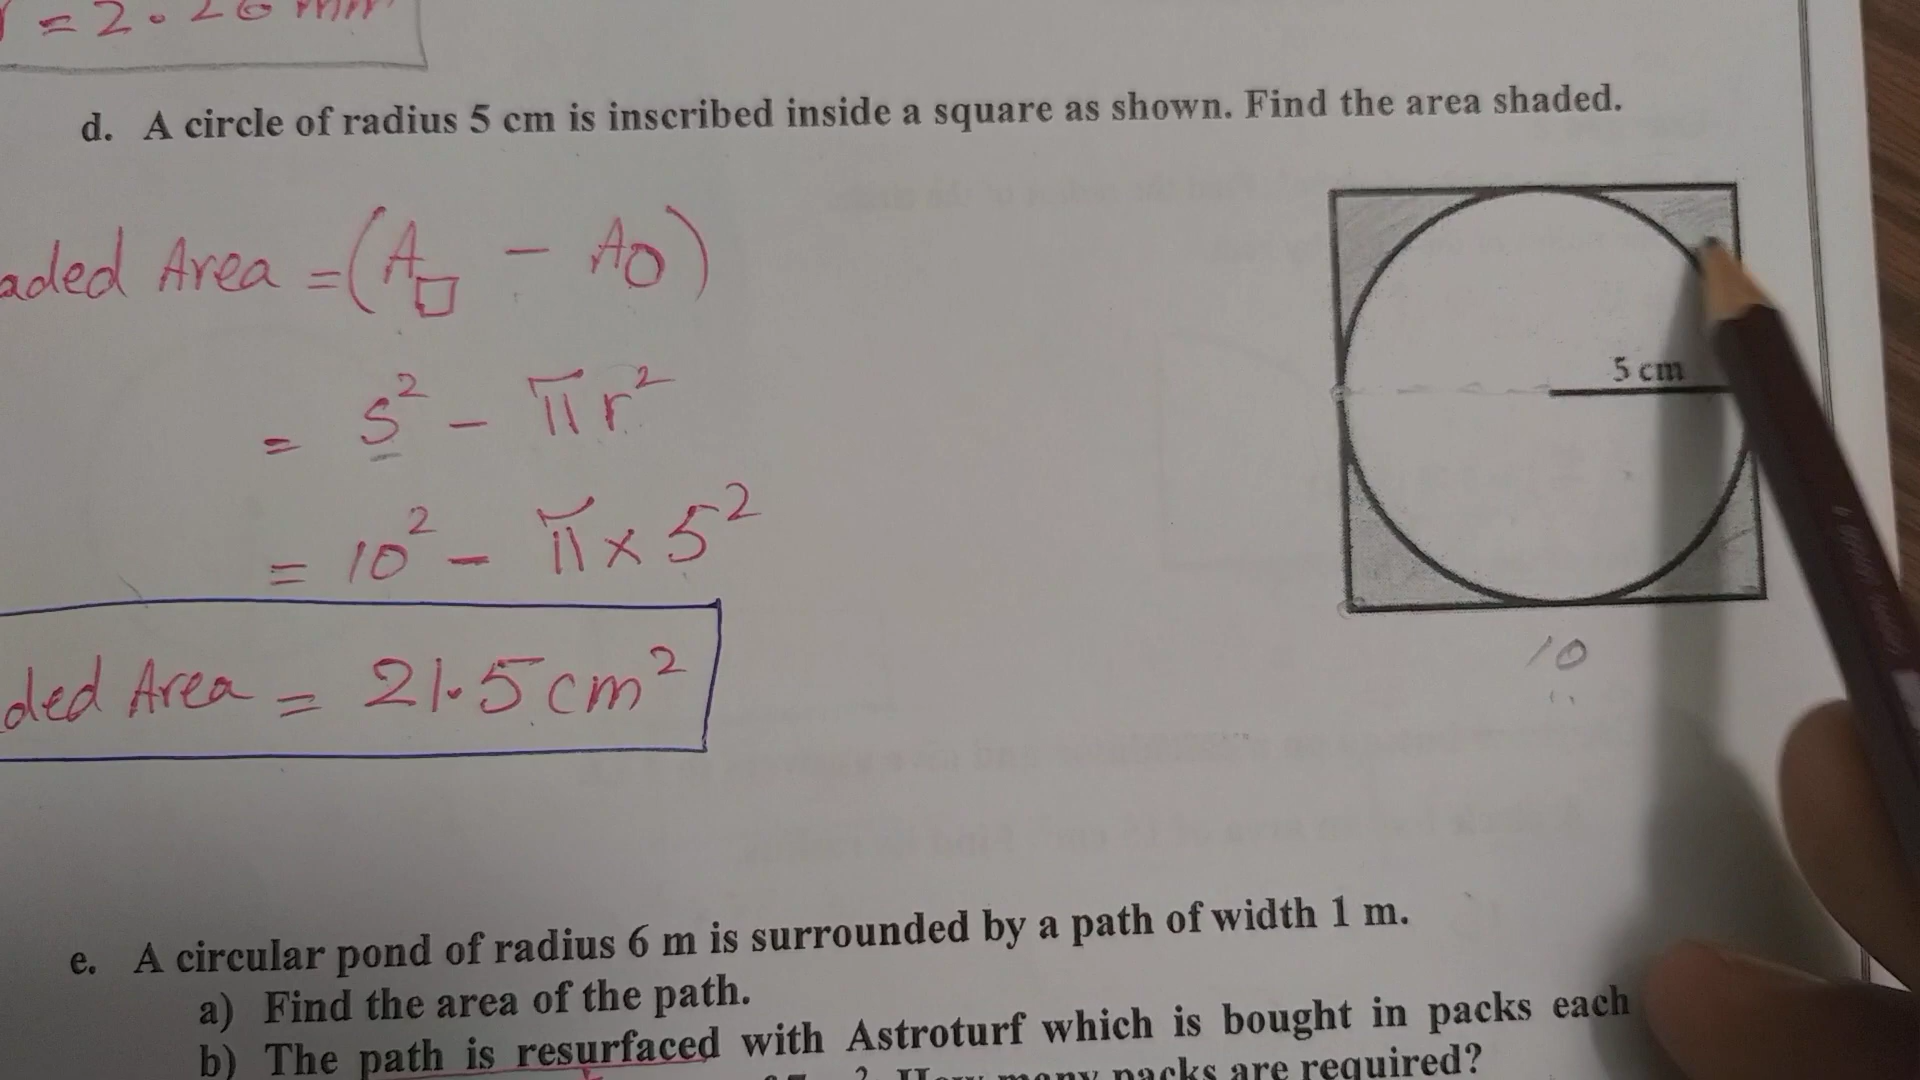 = 2.26 mm
d. A circle of radius 5 cm is inscribed inside a square as shown. Find the area shaded.
aded Area = (A□ - A○)
= s² - πr²
= 10² - π × 5²
ded Area = 21.5 cm²
5 cm
10
e. A circular pond of radius 6 m is surrounded by a path of width 1 m.
a) Find the area of the path.
b) The path is resurfaced with Astroturf which is bought in packs each
How many packs are required?